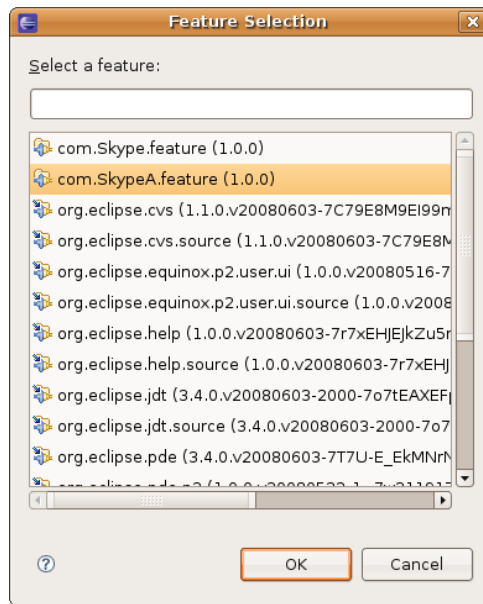 Feature Selection
Select a feature:
com.Skype.feature (1.0.0)
com.SkypeA.feature (1.0.0)
org.eclipse.cvs (1.1.0.v20080603-7C79E8M9EI99m
org.eclipse.cvs.source (1.1.0.v20080603-7C79E8M
org.eclipse.equinox.p2.user.ui (1.0.0.v20080516-7
org.eclipse.equinox.p2.user.ui.source (1.0.0.v2008
org.eclipse.help (1.0.0.v20080603-7r7xEHJEJkZu5r
org.eclipse.help.source (1.0.0.v20080603-7r7xEHJ
org.eclipse.jdt (3.4.0.v20080603-2000-7o7tEAXEF
org.eclipse.jdt.source (3.4.0.v20080603-2000-7o7
org.eclipse.pde (3.4.0.v20080603-7T7U-E_EkMNrN
OK
Cancel